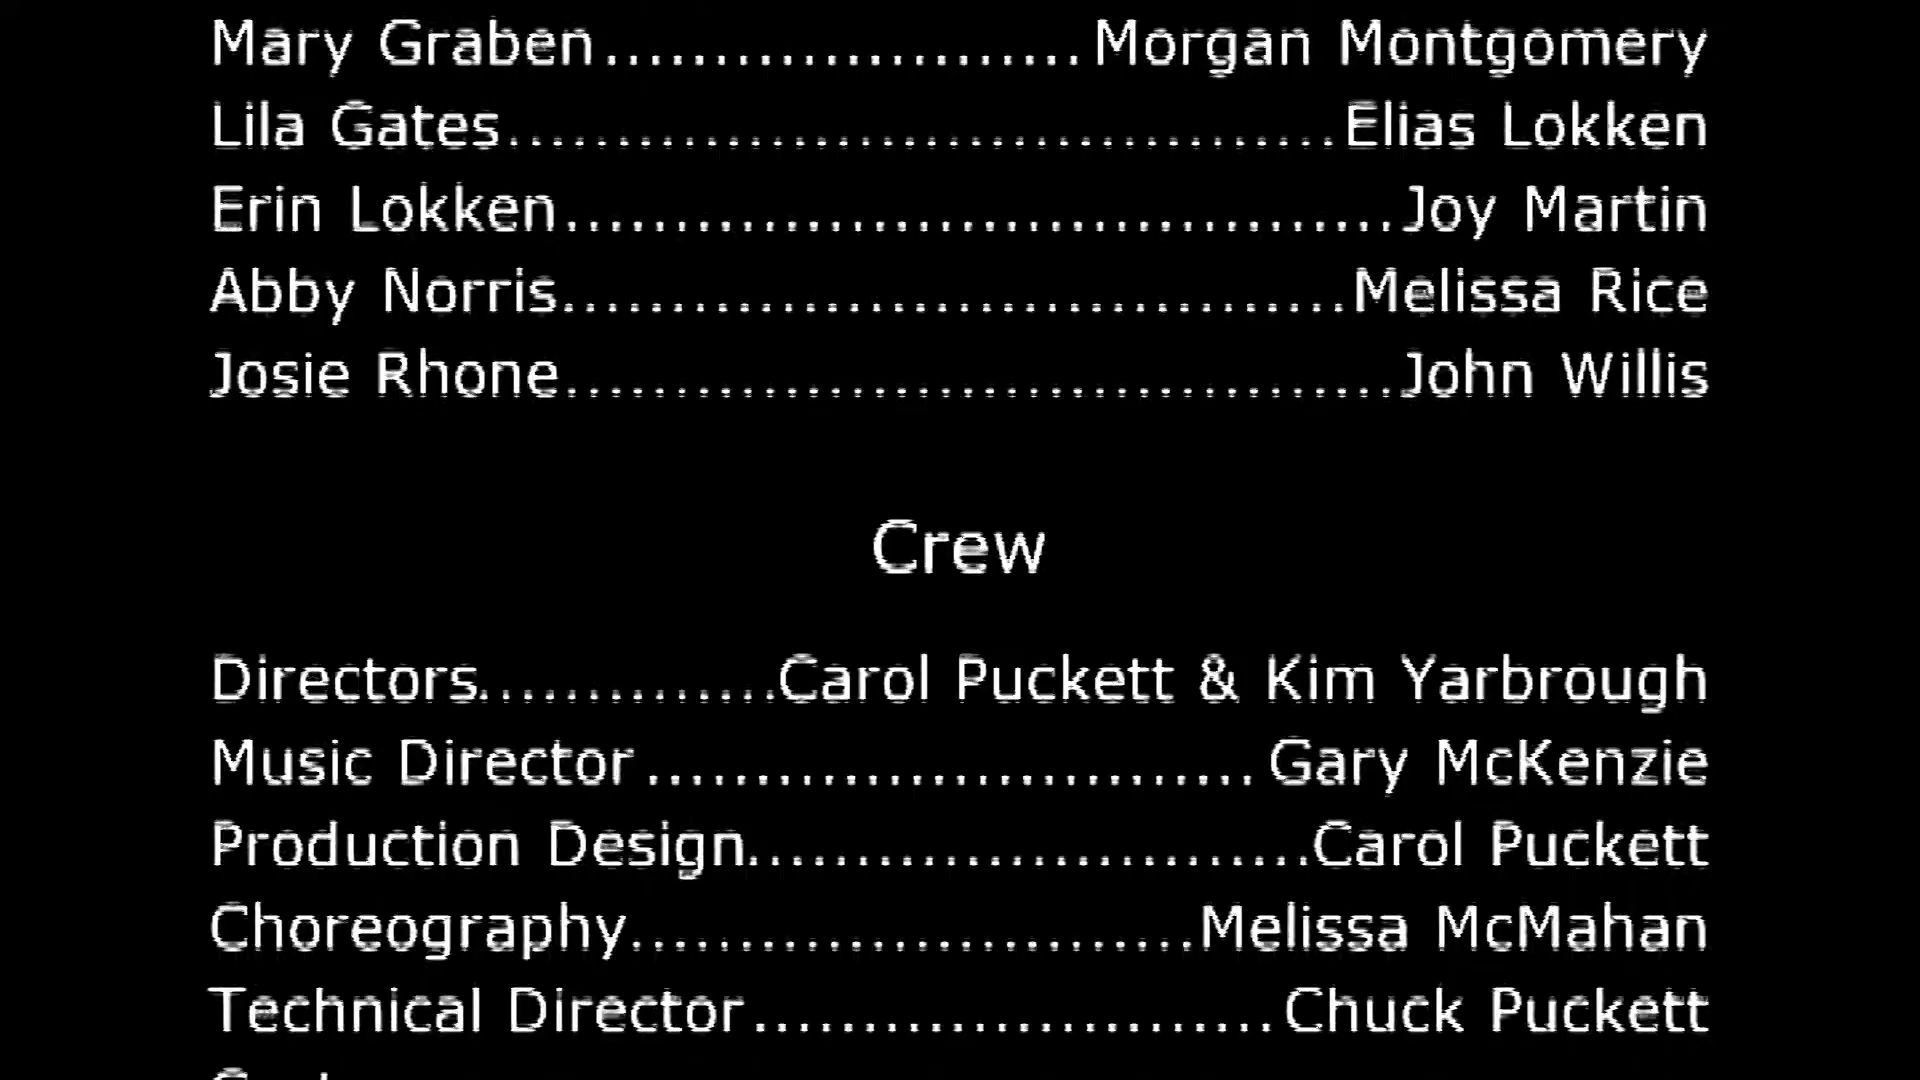 Mary Graben......................Morgan Montgomery
Lila Gates......................................Elias Lokken
Erin Lokken......................................Joy Martin
Abby Norris....................................Melissa Rice
Josie Rhone......................................John Willis
Crew
Directors..............Carol Puckett & Kim Yarbrough
Music Director............................Gary McKenzie
Production Design..........................Carol Puckett
Choreography..........................Melissa McMahan
Technical Director........................Chuck Puckett